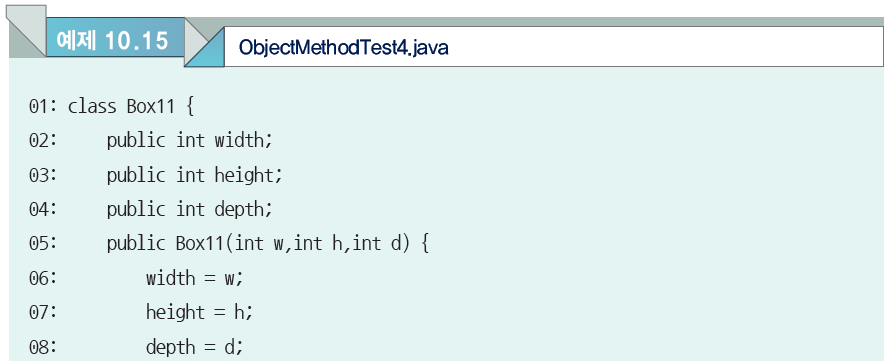 예제 10.15
ObjectMethodTest4.java
01: class Box11 {
02:     public int width;
03:     public int height;
04:     public int depth;
05:     public Box11(int w,int h,int d) {
06:         width = w;
07:         height = h;
08:         depth = d;